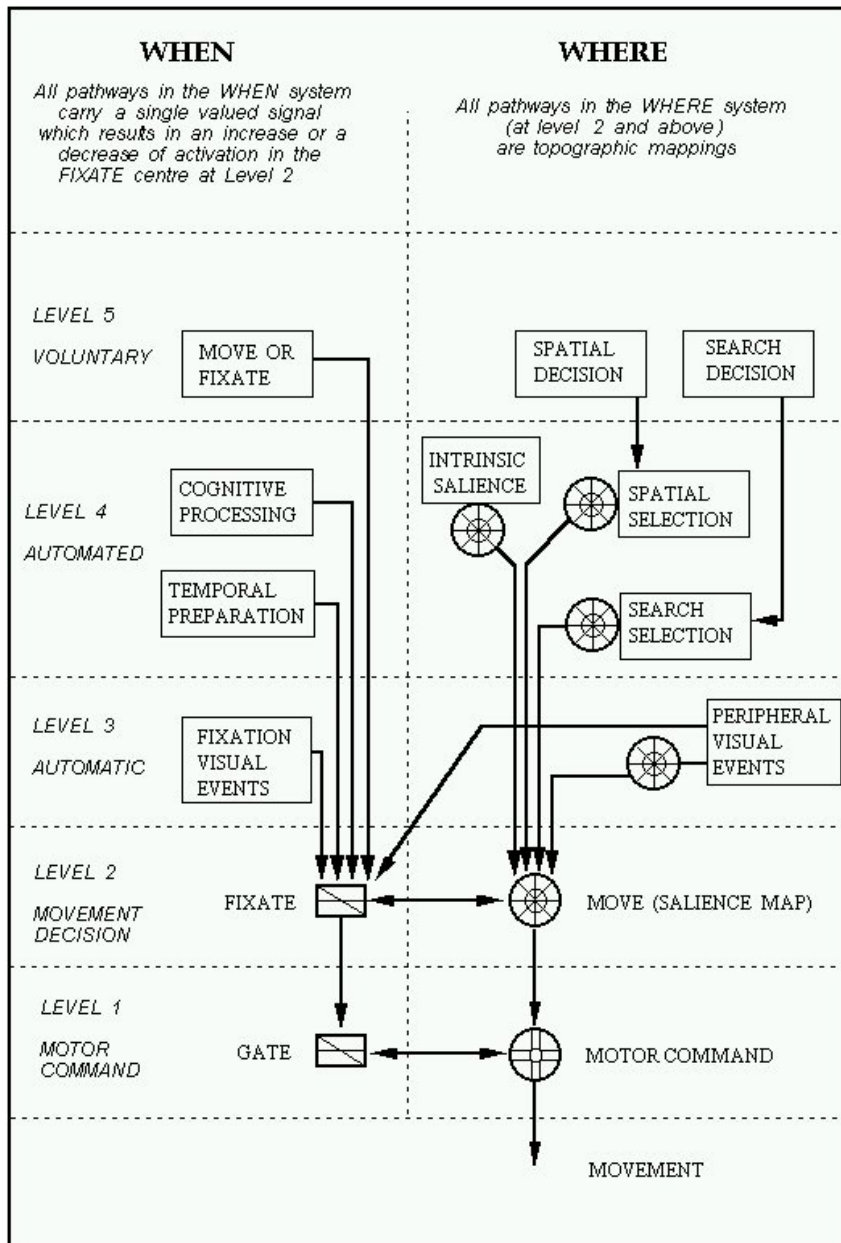 WHEN
All pathways in the WHEN system
carry a single valued signal
which results in an increase or a
decrease of activation in the
FIXATE centre at Level 2
WHERE
All pathways in the WHERE system
(at level 2 and above)
are topographic mappings
LEVEL 5
VOLUNTARY
MOVE OR
FIXATE
SPATIAL
DECISION
SEARCH
DECISION
LEVEL 4
AUTOMATED
COGNITIVE
PROCESSING
TEMPORAL
PREPARATION
INTRINSIC
SALIENCE
SPATIAL
SELECTION
SEARCH
SELECTION
LEVEL 3
AUTOMATIC
FIXATION
VISUAL
EVENTS
PERIPHERAL
VISUAL
EVENTS
LEVEL 2
MOVEMENT
DECISION
FIXATE
MOVE (SALIENCE MAP)
LEVEL 1
MOTOR
COMMAND
GATE
MOTOR COMMAND
MOVEMENT